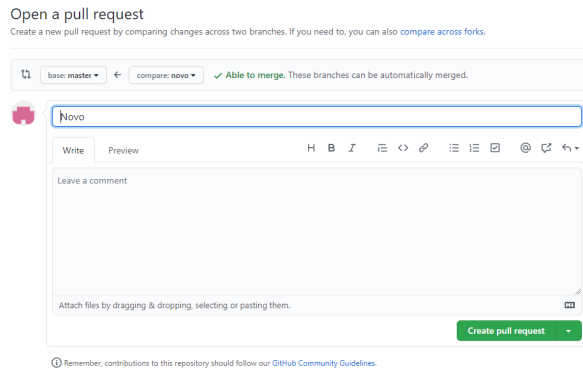 Open a pull request
Create a new pull request by comparing changes across two branches. If you need to, you can also compare across forks.
base: master compare: novo Able to merge. These branches can be automatically merged.
Novo
Write Preview
H B I
Leave a comment
Attach files by dragging & dropping, selecting or pasting them.
Create pull request
Remember, contributions to this repository should follow our GitHub Community Guidelines.